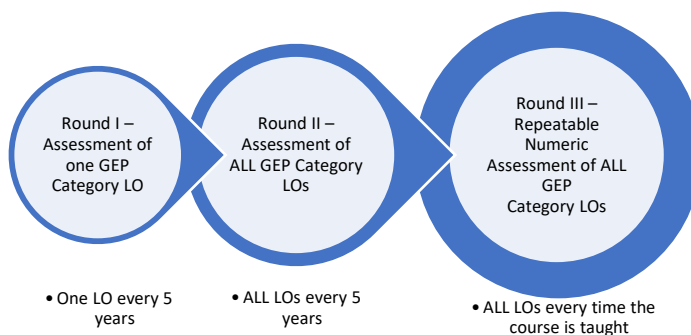 Round I –
Assessment of
one GEP
Category LO
Round II –
Assessment of
ALL GEP Category
LOs
Round III –
Repeatable
Numeric
Assessment of ALL
GEP
Category LOs
• One LO every 5
years
• ALL LOs every 5
years
• ALL LOs every time the
course is taught